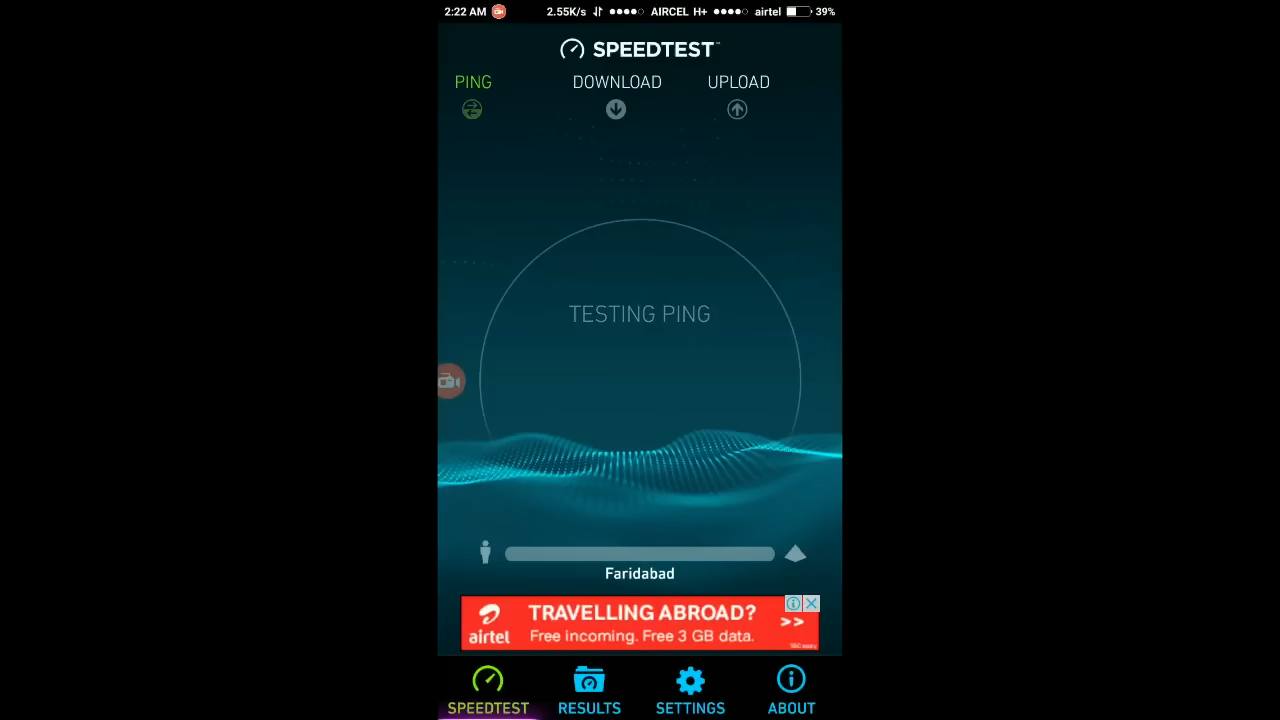 2:22 AM 2.55K/s AIRCEL H+ airtel 39%
SPEEDTEST™
PING DOWNLOAD UPLOAD
TESTING PING
Faridabad
TRAVELLING ABROAD?
Free incoming. Free 3 GB data. >>
airtel
SPEEDTEST RESULTS SETTINGS ABOUT